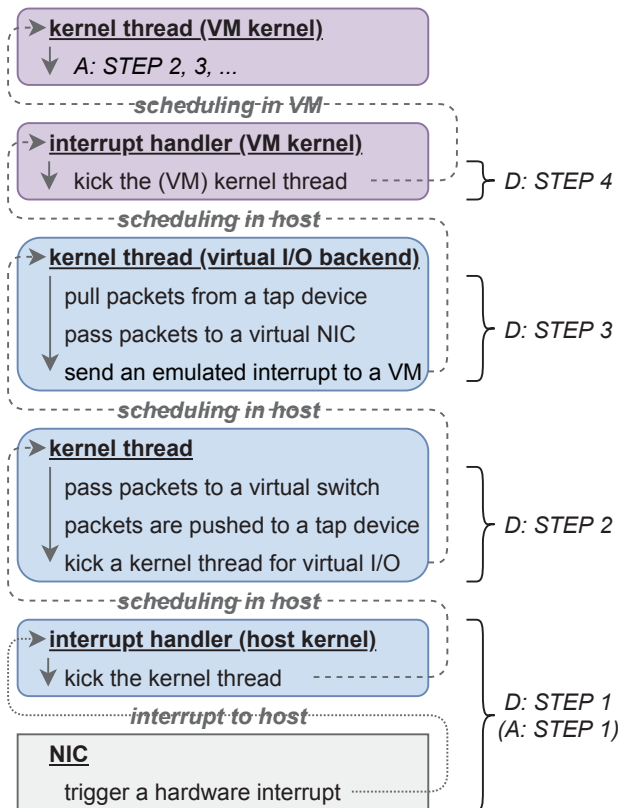 kernel thread (VM kernel)
A: STEP 2, 3, ...
scheduling in VM
interrupt handler (VM kernel)
kick the (VM) kernel thread
D: STEP 4
scheduling in host
kernel thread (virtual I/O backend)
pull packets from a tap device
pass packets to a virtual NIC
D: STEP 3
send an emulated interrupt to a VM
scheduling in host
kernel thread
pass packets to a virtual switch
packets are pushed to a tap device
D: STEP 2
kick a kernel thread for virtual I/O
scheduling in host
interrupt handler (host kernel)
kick the kernel thread
D: STEP 1
(A: STEP 1)
interrupt to host
NIC
trigger a hardware interrupt